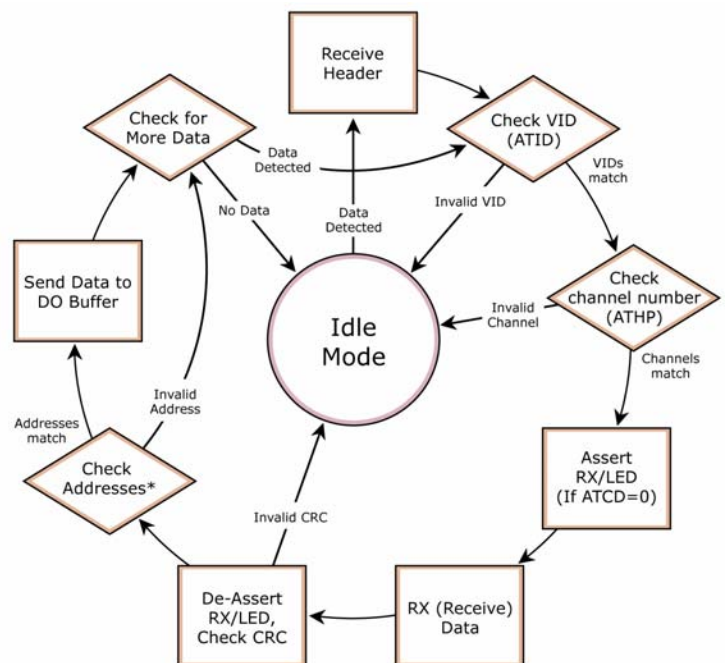 Receive
Header
Check for
More Data
Check VID
(ATID)
Data
Detected
VIDs
match
No Data
Data
Detected
Invalid VID
Send Data to
DO Buffer
Check
channel number
(ATHP)
Idle
Mode
Invalid
Channel
Channels
match
Invalid
Address
Addresses
match
Check
Addresses*
Assert
RX/LED
(If ATCD=0)
Invalid CRC
De-Assert
RX/LED,
Check CRC
RX (Receive)
Data